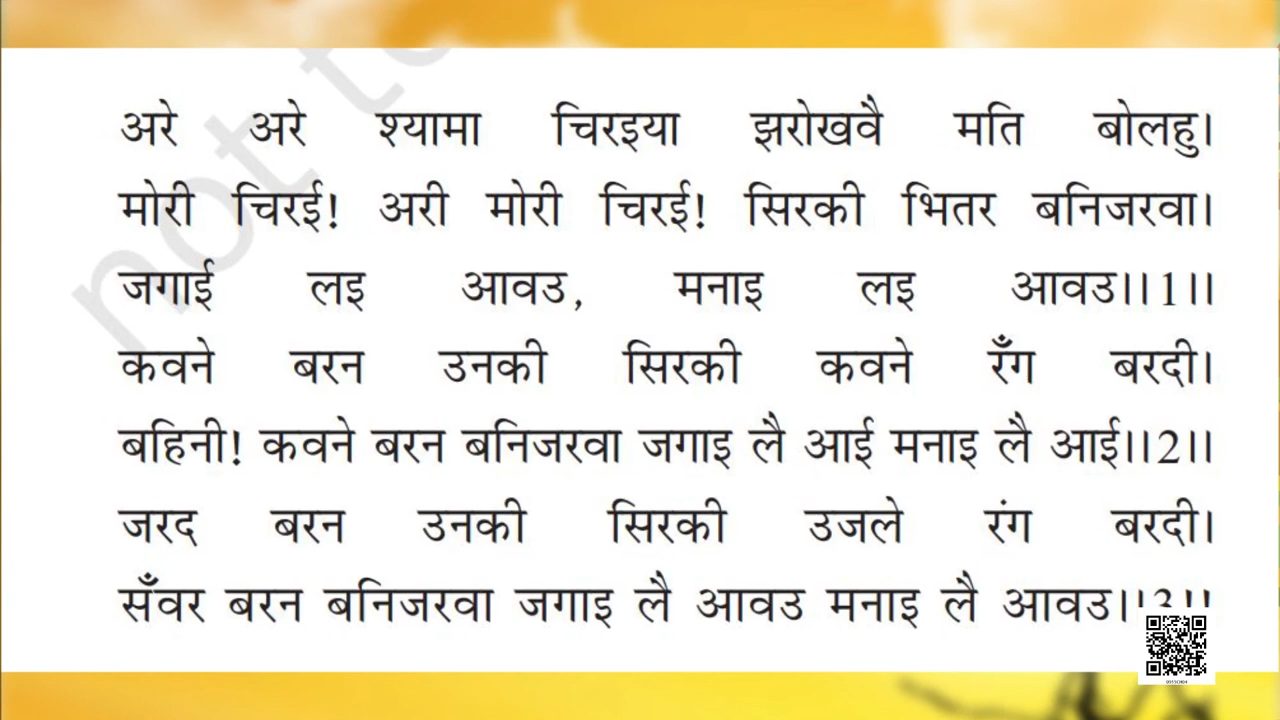 not to
अरे अरे श्यामा चिरइया झरोखवै मति बोलहु।
मोरी चिरई! अरी मोरी चिरई! सिरकी भितर बनिजरवा।
जगाई लइ आवउ, मनाइ लइ आवउ।।1।।
कवने बरन उनकी सिरकी कवने रँग बरदी।
बहिनी! कवने बरन बनिजरवा जगाइ लै आई मनाइ लै आई।।2।।
जरद बरन उनकी सिरकी उजले रंग बरदी।
सँवर बरन बनिजरवा जगाइ लै आवउ मनाइ लै आवउ।।3।।